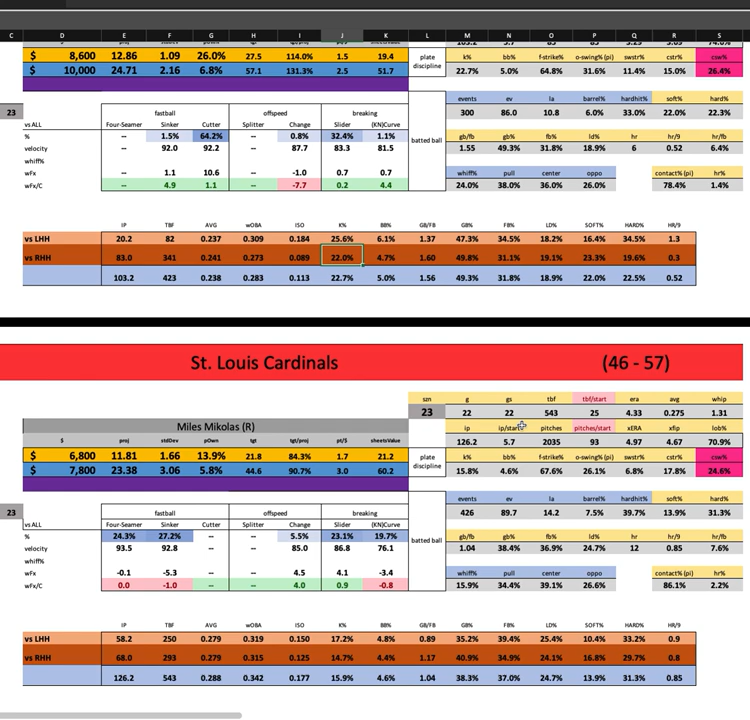 C D E F G H I J K L M N O P Q R S
$ 8,600 12.86 1.09 26.0% 27.5 114.0% 1.5 19.4 plate discipline k% bb% f-strike% o-swing% (pi) swstr% cstr% csw%
$ 10,000 24.71 2.16 6.8% 57.1 131.3% 2.5 51.7 22.7% 5.0% 64.8% 31.6% 11.4% 15.0% 26.4%
events ev la barrel% hardhit% soft% hard%
23 fastball offspeed breaking 300 86.0 10.8 6.0% 33.0% 22.0% 22.3%
vs ALL Four-Seamer Sinker Cutter Splitter Change Slider (KN)Curve
% -- 1.5% 64.2% -- 0.8% 32.4% 1.1% batted ball gb/fb gb% fb% ld% hr hr/9 hr/fb
velocity -- 92.0 92.2 -- 87.7 83.3 81.5 1.55 49.3% 31.8% 18.9% 6 0.52 6.4%
whiff%
wFx 1.1 10.6 -1.0 0.7 0.7 whiff% pull center oppo contact% (pi) hr%
wFx/C -- 4.9 1.1 -- -7.7 0.2 4.4 24.0% 38.0% 36.0% 26.0% 78.4% 1.4%
IP TBF AVG wOBA ISO K% BB% GB/FB GB% FB% LD% SOFT% HARD% HR/9
vs LHH 20.2 82 0.237 0.309 0.184 25.6% 6.1% 1.37 47.3% 34.5% 18.2% 16.4% 34.5% 1.3
vs RHH 83.0 341 0.241 0.273 0.089 22.0% 4.7% 1.60 49.8% 31.1% 19.1% 23.3% 19.6% 0.3
103.2 423 0.238 0.283 0.113 22.7% 5.0% 1.56 49.3% 31.8% 18.9% 22.0% 22.5% 0.52
St. Louis Cardinals (46 - 57)
szn g gs tbf tbf/start era avg whip
23 22 22 543 25 4.33 0.275 1.31
Miles Mikolas (R) ip ip/start pitches pitches/start xERA xfip lob%
$ proj stdDev pOwn tgt tgt/proj pt/$ sheetsValue 126.2 5.7 2035 93 4.97 4.67 70.9%
$ 6,800 11.81 1.66 13.9% 21.8 84.3% 1.7 21.2 plate discipline k% bb% f-strike% o-swing% (pi) swstr% cstr% csw%
$ 7,800 23.38 3.06 5.8% 44.6 90.7% 3.0 60.2 15.8% 4.6% 67.6% 26.1% 6.8% 17.8% 24.6%
events ev la barrel% hardhit% soft% hard%
23 fastball offspeed breaking 426 89.7 14.2 7.5% 39.7% 13.9% 31.3%
vs ALL Four-Seamer Sinker Cutter Splitter Change Slider (KN)Curve
% 24.3% 27.2% -- -- 5.5% 23.1% 19.7% batted ball gb/fb gb% fb% ld% hr hr/9 hr/fb
velocity 93.5 92.8 -- -- 85.0 86.8 76.1 1.04 38.4% 36.9% 24.7% 12 0.85 7.6%
whiff%
wFx -0.1 -5.3 4.5 4.1 -3.4 whiff% pull center oppo contact% (pi) hr%
wFx/C 0.0 -1.0 -- -- 4.0 0.9 -0.8 15.9% 34.4% 39.1% 26.6% 86.1% 2.2%
IP TBF AVG wOBA ISO K% BB% GB/FB GB% FB% LD% SOFT% HARD% HR/9
vs LHH 58.2 250 0.279 0.319 0.150 17.2% 4.8% 0.89 35.2% 39.4% 25.4% 10.4% 33.2% 0.9
vs RHH 68.0 293 0.279 0.315 0.125 14.7% 4.4% 1.17 40.9% 34.9% 24.1% 16.8% 29.7% 0.8
126.2 543 0.288 0.342 0.177 15.9% 4.6% 1.04 38.3% 37.0% 24.7% 13.9% 31.3% 0.85